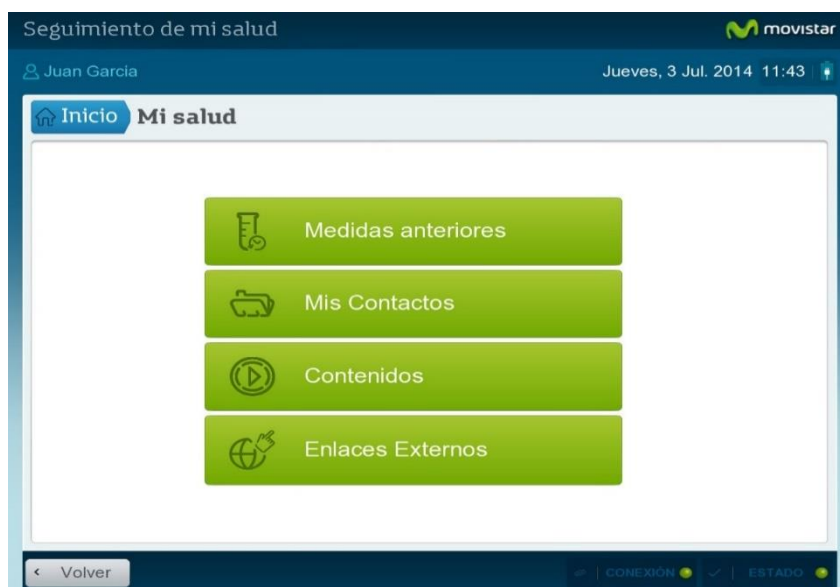 Seguimiento de mi salud
movistar
Juan Garcia
Jueves, 3 Jul. 2014 11:43
Inicio
Mi salud
Medidas anteriores
Mis Contactos
Contenidos
Enlaces Externos
Volver
CONEXIÓN
ESTADO